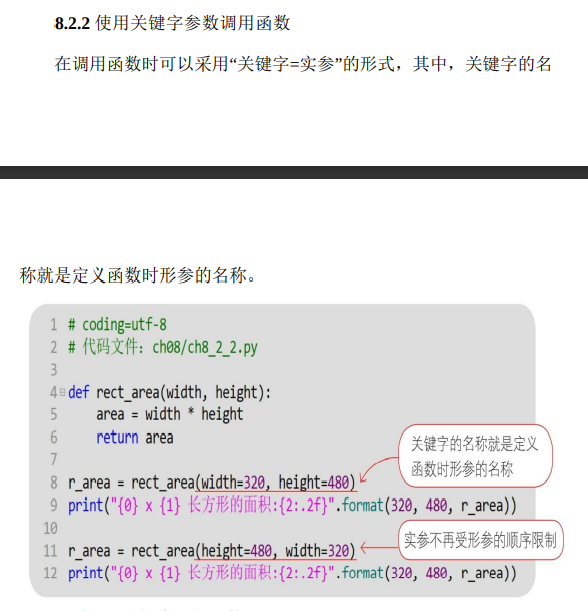 8.2.2 使用关键字参数调用函数
在调用函数时可以采用“关键字=实参”的形式，其中，关键字的名
称就是定义函数时形参的名称。
1 # coding=utf-8
2 # 代码文件：ch08/ch8_2_2.py
3
4 def rect_area(width, height):
5     area = width * height
6     return area
7
关键字的名称就是定义
函数时形参的名称
8 r_area = rect_area(width=320, height=480)
9 print("{0} x {1} 长方形的面积:{2:.2f}".format(320, 480, r_area))
10
11 r_area = rect_area(height=480, width=320)
实参不再受形参的顺序限制
12 print("{0} x {1} 长方形的面积:{2:.2f}".format(320, 480, r_area))